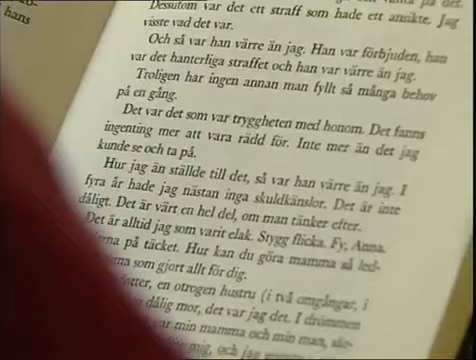 hans
Dessutom var det ett straff som hade ett ansikte. Jag
visste vad det var.
Och så var han värre än jag. Han var förbjuden, han
var det hanterliga straffet och han var värre än jag.
Troligen har ingen annan man fyllt så många behov
på en gång.
Det var det som var tryggheten med honom. Det fanns
ingenting mer att vara rädd för. Inte mer än det jag
kunde se och ta på.
Hur jag än ställde till det, så var han värre än jag. I
fyra år hade jag nästan inga skuldkänslor. Det är inte
dåligt. Det är värt en hel del, om man tänker efter.
Det är alltid jag som varit elak. Stygg flicka. Fy, Anna.
på täcket. Hur kan du göra mamma så led-
som gjort allt för dig.
en otrogen hustru (i två omgångar, i
dålig mor, det var jag det. I drömmen
var min mamma och min man,
mig, och jag